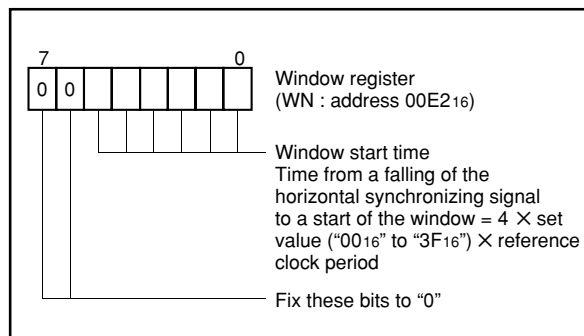 7 0
0 0
Window register
(WN : address 00E2₁₆)
Window start time
Time from a falling of the
horizontal synchronizing signal
to a start of the window = 4 × set
value (“00₁₆” to “3F₁₆”) × reference
clock period
Fix these bits to “0”